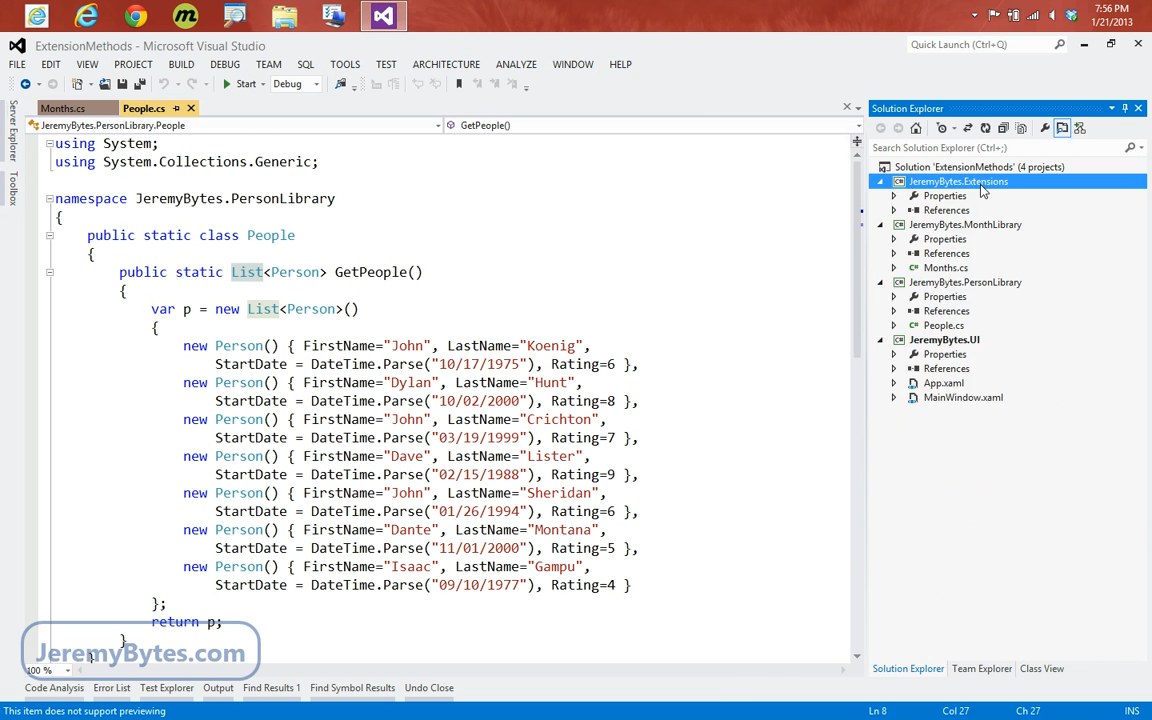 7:56 PM
1/21/2013
ExtensionMethods - Microsoft Visual Studio
Quick Launch (Ctrl+Q)
FILE EDIT VIEW PROJECT BUILD DEBUG TEAM SQL TOOLS TEST ARCHITECTURE ANALYZE WINDOW HELP
Start Debug
Server Explorer
Toolbox
Months.cs People.cs
JeremyBytes.PersonLibrary.People GetPeople()
using System;
using System.Collections.Generic;
namespace JeremyBytes.PersonLibrary
{
public static class People
{
public static List<Person> GetPeople()
{
var p = new List<Person>()
{
new Person() { FirstName="John", LastName="Koenig",
StartDate = DateTime.Parse("10/17/1975"), Rating=6 },
new Person() { FirstName="Dylan", LastName="Hunt",
StartDate = DateTime.Parse("10/02/2000"), Rating=8 },
new Person() { FirstName="John", LastName="Crichton",
StartDate = DateTime.Parse("03/19/1999"), Rating=7 },
new Person() { FirstName="Dave", LastName="Lister",
StartDate = DateTime.Parse("02/15/1988"), Rating=9 },
new Person() { FirstName="John", LastName="Sheridan",
StartDate = DateTime.Parse("01/26/1994"), Rating=6 },
new Person() { FirstName="Dante", LastName="Montana",
StartDate = DateTime.Parse("11/01/2000"), Rating=5 },
new Person() { FirstName="Isaac", LastName="Gampu",
StartDate = DateTime.Parse("09/10/1977"), Rating=4 }
};
return p;
}
}
JeremyBytes.com
100 %
Solution Explorer
Search Solution Explorer (Ctrl+;)
Solution 'ExtensionMethods' (4 projects)
JeremyBytes.Extensions
Properties
References
JeremyBytes.MonthLibrary
Properties
References
Months.cs
JeremyBytes.PersonLibrary
Properties
References
People.cs
JeremyBytes.UI
Properties
References
App.xaml
MainWindow.xaml
Solution Explorer Team Explorer Class View
Code Analysis Error List Test Explorer Output Find Results 1 Find Symbol Results Undo Close
This item does not support previewing Ln 8 Col 27 Ch 27 INS